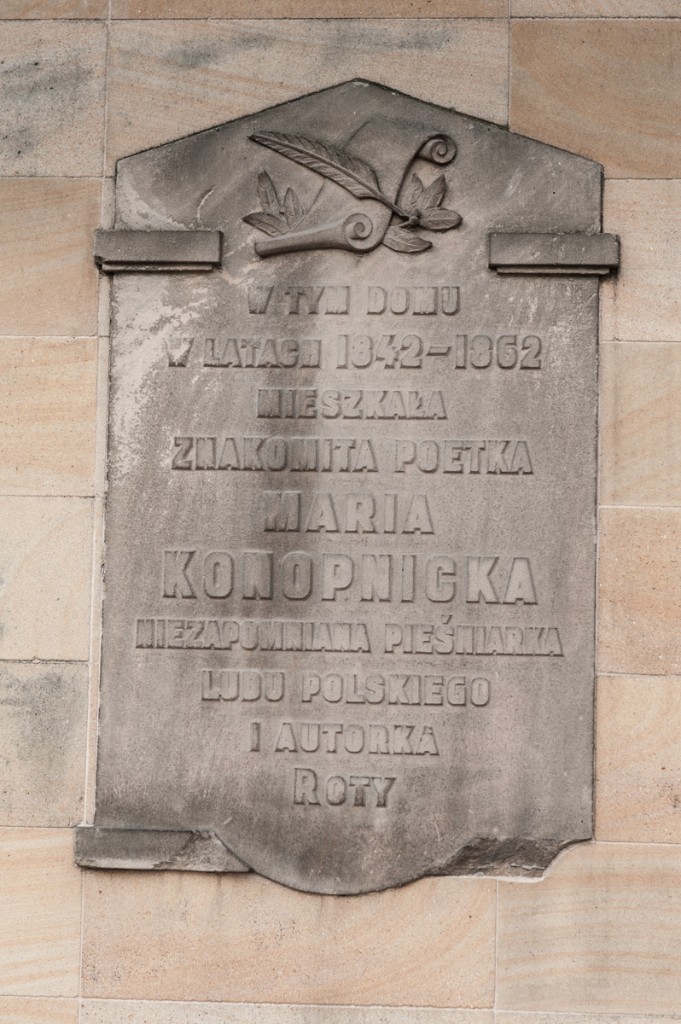 W TYM DOMU
W LATACH 1842-1862
MIESZKAŁA
ZNAKOMITA POETKA
MARIA
KONOPNICKA
NIEZAPOMNIANA PIEŚNIARKA
LUDU POLSKIEGO
I AUTORKA
ROTY